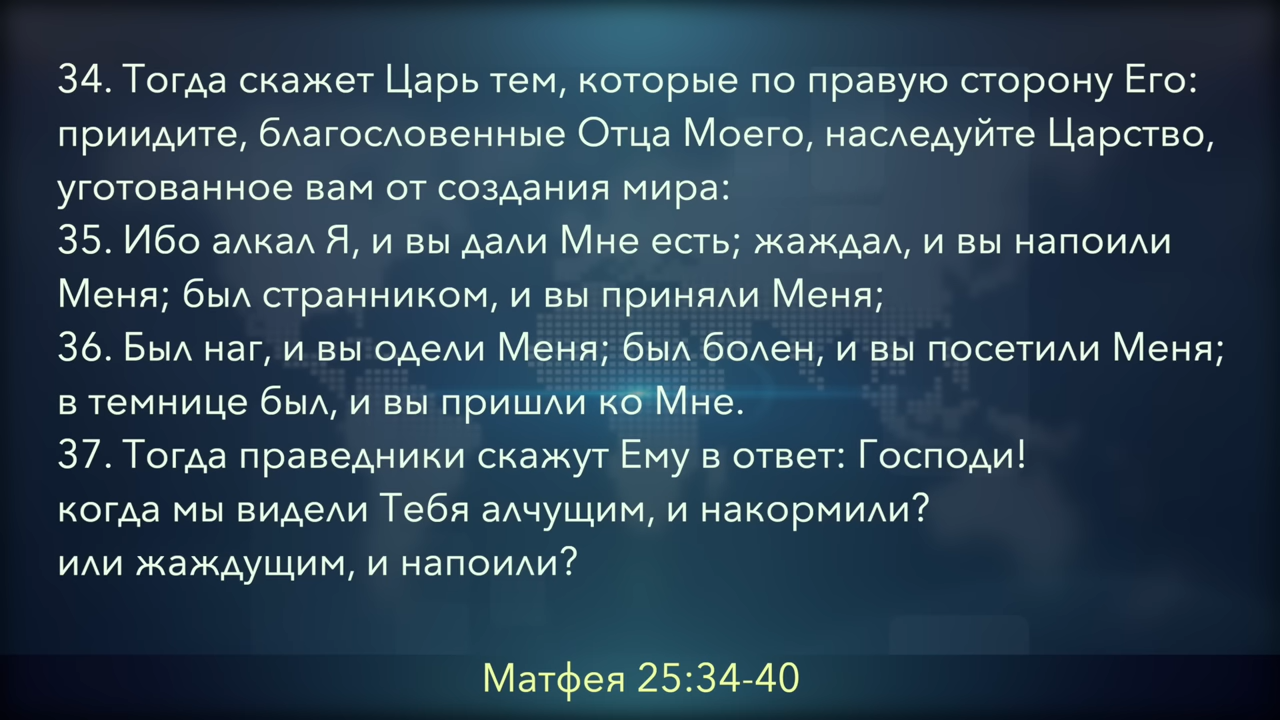 34. Тогда скажет Царь тем, которые по правую сторону Его:
приидите, благословенные Отца Моего, наследуйте Царство,
уготованное вам от создания мира:
35. Ибо алкал Я, и вы дали Мне есть; жаждал, и вы напоили
Меня; был странником, и вы приняли Меня;
36. Был наг, и вы одели Меня; был болен, и вы посетили Меня;
в темнице был, и вы пришли ко Мне.
37. Тогда праведники скажут Ему в ответ: Господи!
когда мы видели Тебя алчущим, и накормили?
или жаждущим, и напоили?
Матфея 25:34-40